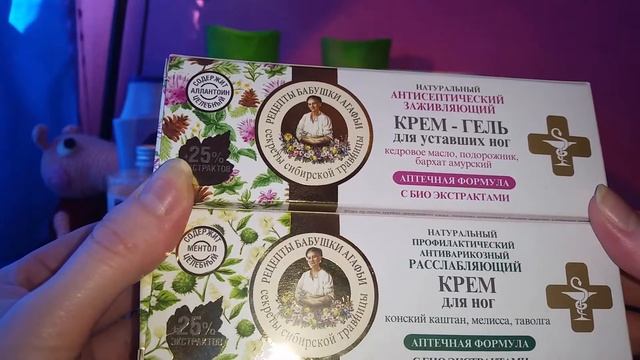 СОДЕРЖИТ
АЛЛАНТОИН
ЦЕЛЕБНЫЙ
25%
ЭКСТРАКТОВ
РЕЦЕПТЫ БАБУШКИ АГАФЬИ
секреты сибирской травницы
НАТУРАЛЬНЫЙ
АНТИСЕПТИЧЕСКИЙ
ЗАЖИВЛЯЮЩИЙ
КРЕМ - ГЕЛЬ
для уставших ног
кедровое масло, подорожник,
бархат амурский
АПТЕЧНАЯ ФОРМУЛА
С БИО ЭКСТРАКТАМИ
СОДЕРЖИТ
МЕНТОЛ
ЦЕЛЕБНЫЙ
25%
ЭКСТРАКТОВ
РЕЦЕПТЫ БАБУШКИ АГАФЬИ
секреты сибирской травницы
НАТУРАЛЬНЫЙ
ПРОФИЛАКТИЧЕСКИЙ
АНТИВАРИКОЗНЫЙ
РАССЛАБЛЯЮЩИЙ
КРЕМ
для ног
конский каштан, мелисса, таволга
АПТЕЧНАЯ ФОРМУЛА
С БИО ЭКСТРАКТАМИ